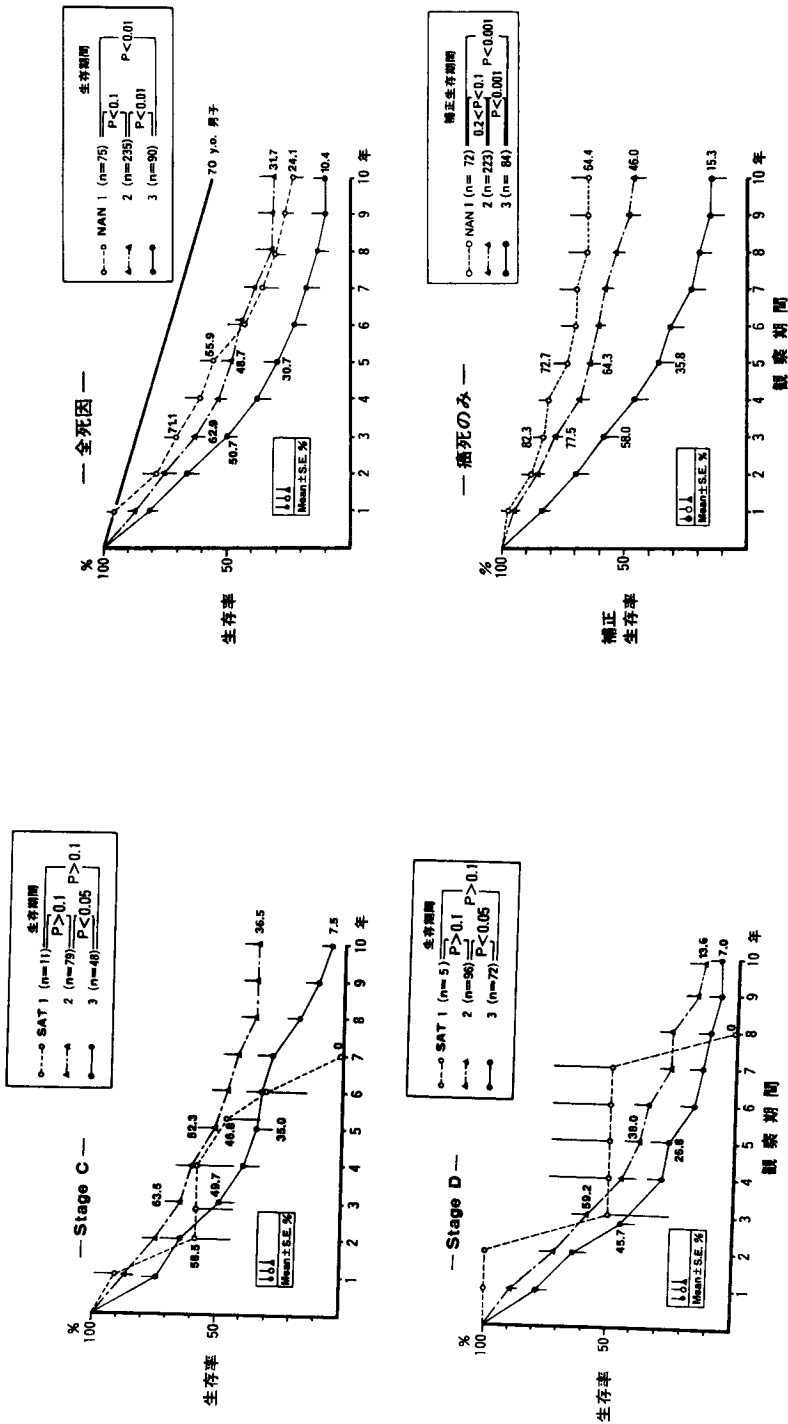 — 全死因 —
生存期間
NAN 1 (n=75)
2 (n=235)
3 (n=90)
P<0.1
P<0.01
P<0.01
70 y.o. 男子
%
100
50
生存率
71.1
62.9
50.7
55.9
48.7
30.7
31.7
24.1
10.4
Mean±S.E. %
1 2 3 4 5 6 7 8 9 10 年
— 癌死のみ —
補正生存期間
NAN 1 (n= 72)
2 (n=223)
3 (n= 84)
0.2<P<0.1
P<0.001
P<0.001
%
100
50
補正
生存率
82.3
77.5
58.0
72.7
64.3
35.8
64.4
46.0
15.3
Mean±S.E. %
1 2 3 4 5 6 7 8 9 10 年
観察期間
— Stage C —
生存期間
SAT 1 (n=11)
2 (n=79)
3 (n=48)
P>0.1
P<0.05
P>0.1
%
100
50
生存率
63.5
58.5
49.7
52.3
46.8
35.0
36.5
7.5
0
Mean±S.E. %
1 2 3 4 5 6 7 8 9 10 年
— Stage D —
生存期間
SAT 1 (n= 5)
2 (n=96)
3 (n=72)
P>0.1
P<0.05
P>0.1
%
100
50
生存率
59.2
45.7
38.0
26.8
13.6
7.0
0
Mean±S.E. %
1 2 3 4 5 6 7 8 9 10 年
観察期間